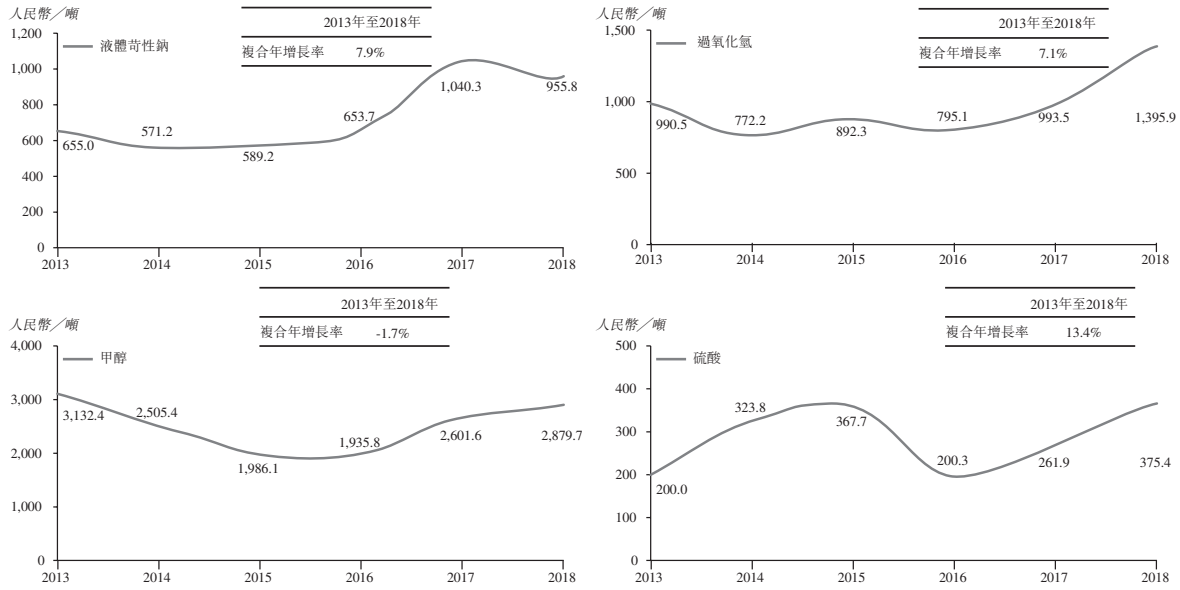 人民幣／噸
2013年至2018年
複合年增長率 7.9%
液體苛性鈉
1,200
1,000
800
600
400
200
0
655.0
571.2
589.2
653.7
1,040.3
955.8
2013 2014 2015 2016 2017 2018
人民幣／噸
2013年至2018年
複合年增長率 7.1%
過氧化氫
1,500
1,000
500
0
990.5
772.2
892.3
795.1
993.5
1,395.9
2013 2014 2015 2016 2017 2018
人民幣／噸
2013年至2018年
複合年增長率 -1.7%
甲醇
4,000
3,000
2,000
1,000
0
3,132.4
2,505.4
1,986.1
1,935.8
2,601.6
2,879.7
2013 2014 2015 2016 2017 2018
人民幣／噸
2013年至2018年
複合年增長率 13.4%
硫酸
500
400
300
200
100
0
200.0
323.8
367.7
200.3
261.9
375.4
2013 2014 2015 2016 2017 2018